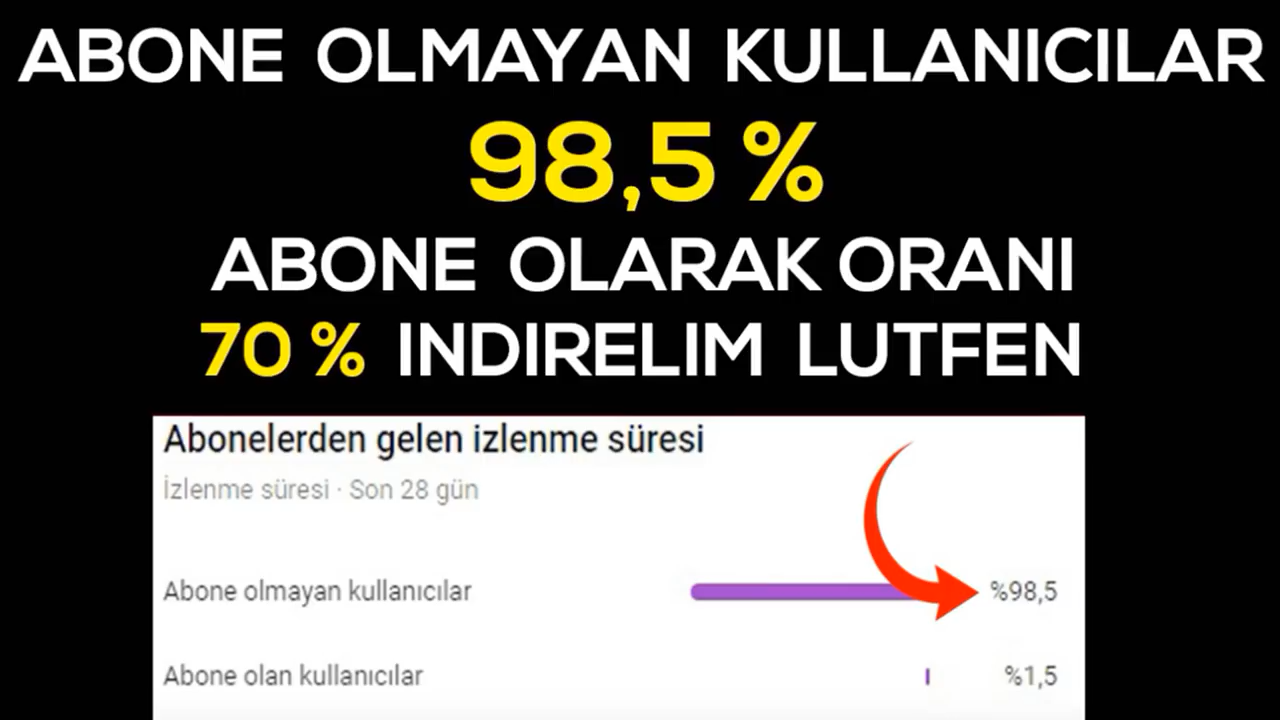 ABONE OLMAYAN KULLANICILAR
98,5 %
ABONE OLARAK ORANI
70 % INDIRELIM LUTFEN
Abonelerden gelen izlenme süresi
İzlenme süresi · Son 28 gün
Abone olmayan kullanıcılar %98,5
Abone olan kullanıcılar %1,5